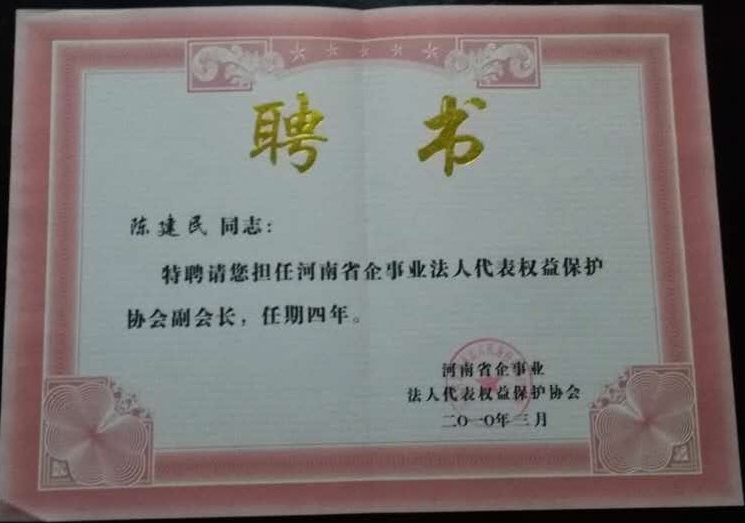 聘书
陈建民 同志:
特聘请您担任河南省企事业法人代表权益保护
协会副会长，任期四年。
河南省企事业
法人代表权益保护协会
二〇一〇年三月